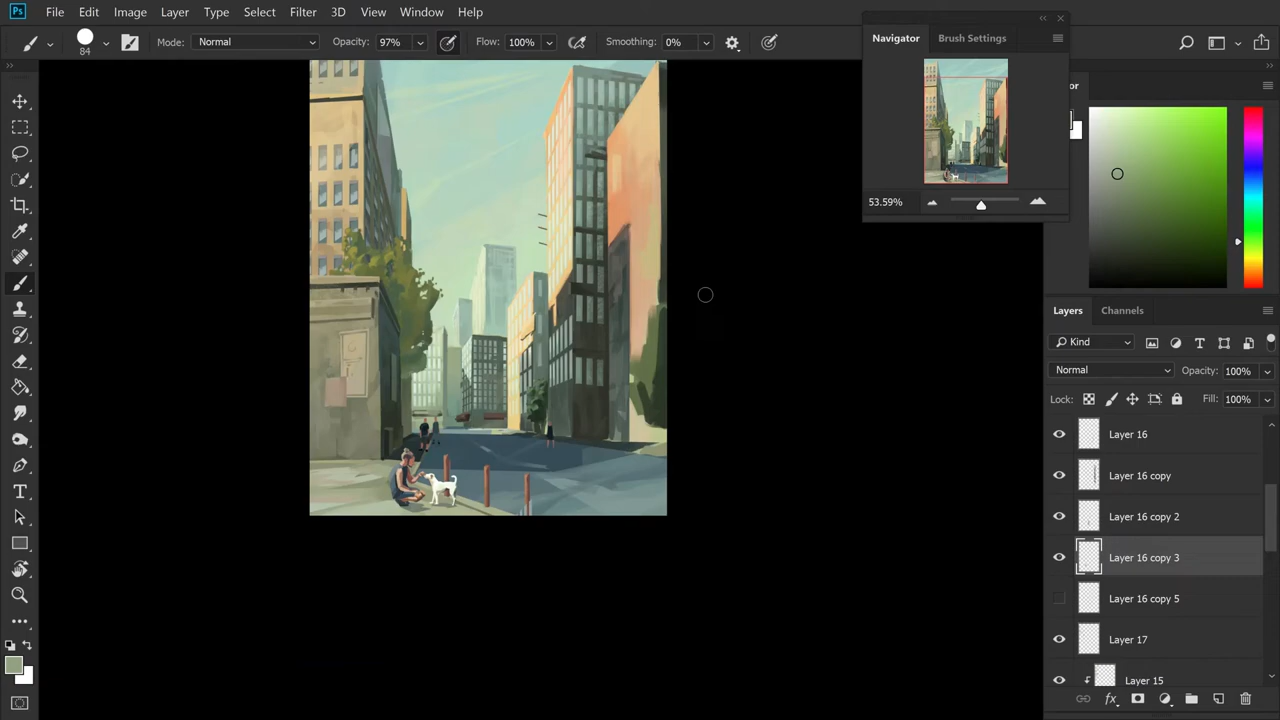 Ps File Edit Image Layer Type Select Filter 3D View Window Help
84 Mode: Normal Opacity: 97% Flow: 100% Smoothing: 0%
Navigator Brush Settings
53.59%
or
Layers Channels
Kind
Normal Opacity: 100%
Lock: Fill: 100%
Layer 16
Layer 16 copy
Layer 16 copy 2
Layer 16 copy 3
Layer 16 copy 5
Layer 17
Layer 15